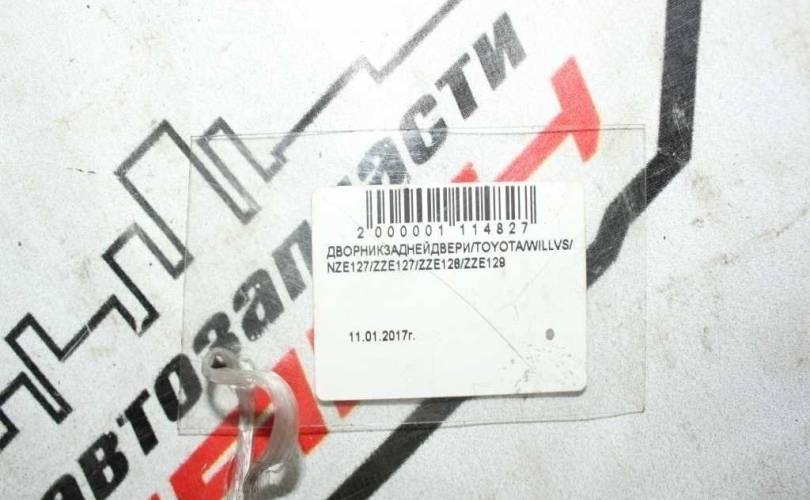 автозапчасти
2 000001 114827
ДВОРНИКЗАДНЕЙДВЕРИ/TOYOTA/WILLVS/
NZE127/ZZE127/ZZE128/ZZE129
11.01.2017г.